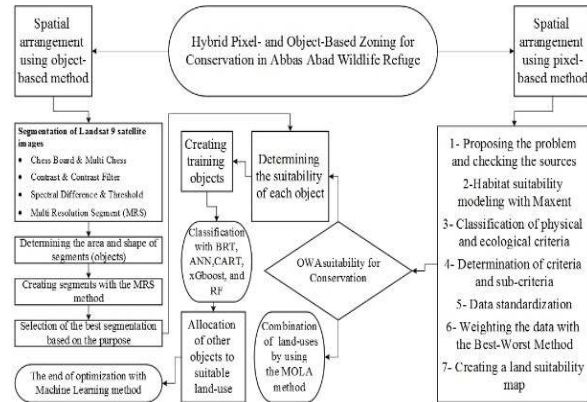 Spatial
arrangement
using object-
based method
Hybrid Pixel- and Object-Based Zoning for
Conservation in Abbas Abad Wildlife Refuge
Spatial
arrangement
using pixel-
based method
Segmentation of Landsat 9 satellite
images
• Chess Board & Multi Chess
• Contrast & Contrast Filter
• Spectral Difference & Threshold
• Multi Resolution Segment (MRS)
Determining the area and shape of
segments (objects)
Creating segments with the MRS
method
Selection of the best segmentation
based on the purpose
The end of optimization with
Machine Learning method
Creating
training
objects
Classification
with BRT,
ANN,CART,
xGboost, and
RF
Allocation of
other objects
to suitable
land-use
Determining
the suitability
of each object
OWAsuitability for
Conservation
Combination
of land-uses
by using
the MOLA
method
1- Proposing the problem
and checking the sources
2-Habitat suitability
modeling with Maxent
3- Classification of physical
and ecological criteria
4- Determination of criteria
and sub-criteria
5- Data standardization
6- Weighting the data with
the Best-Worst Method
7- Creating a land suitability
map